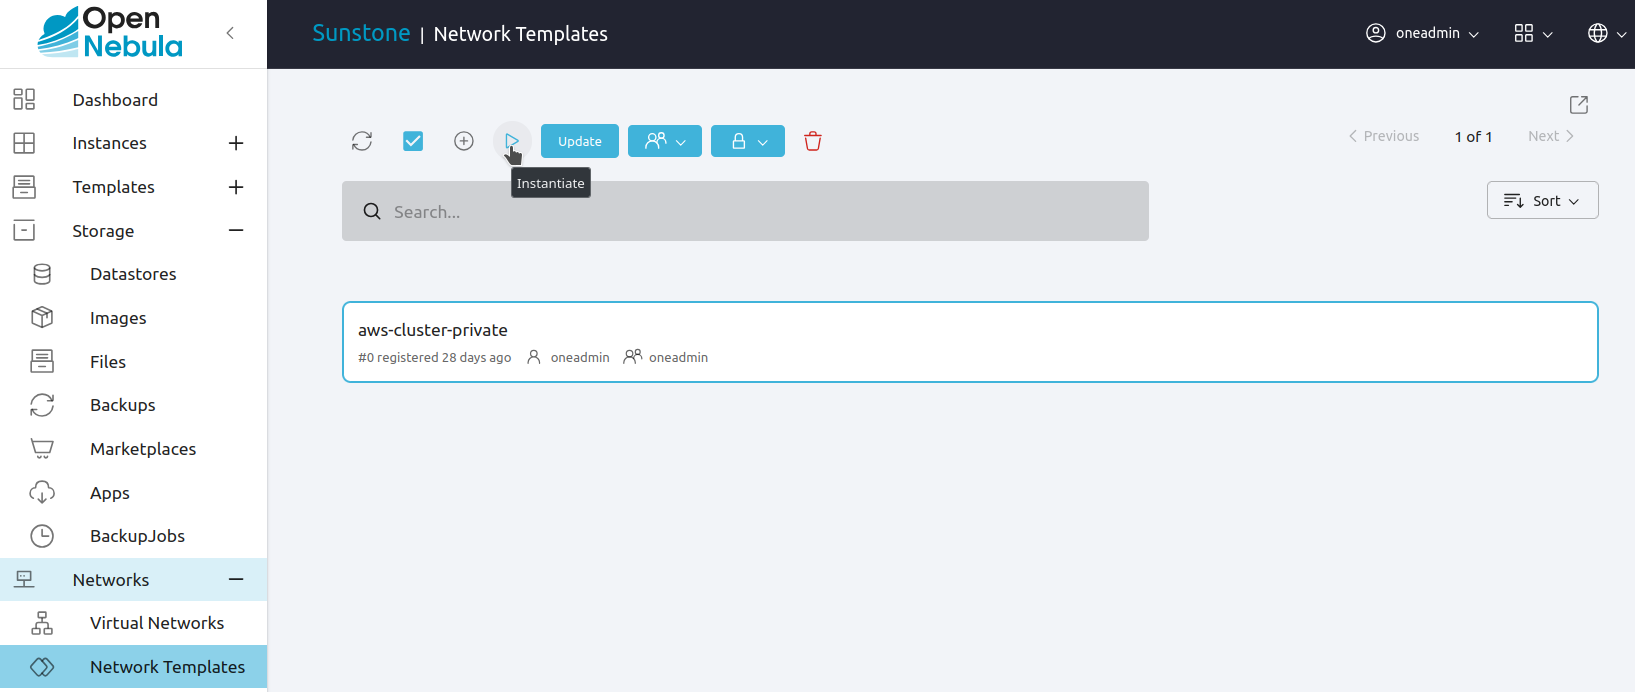 Open
Nebula
Sunstone | Network Templates
oneadmin
Dashboard
Instances
Templates
Storage
Datastores
Images
Files
Backups
Marketplaces
Apps
BackupJobs
Networks
Virtual Networks
Network Templates
Update
Previous 1 of 1 Next
Instantiate
Search...
Sort
aws-cluster-private
#0 registered 28 days ago oneadmin oneadmin